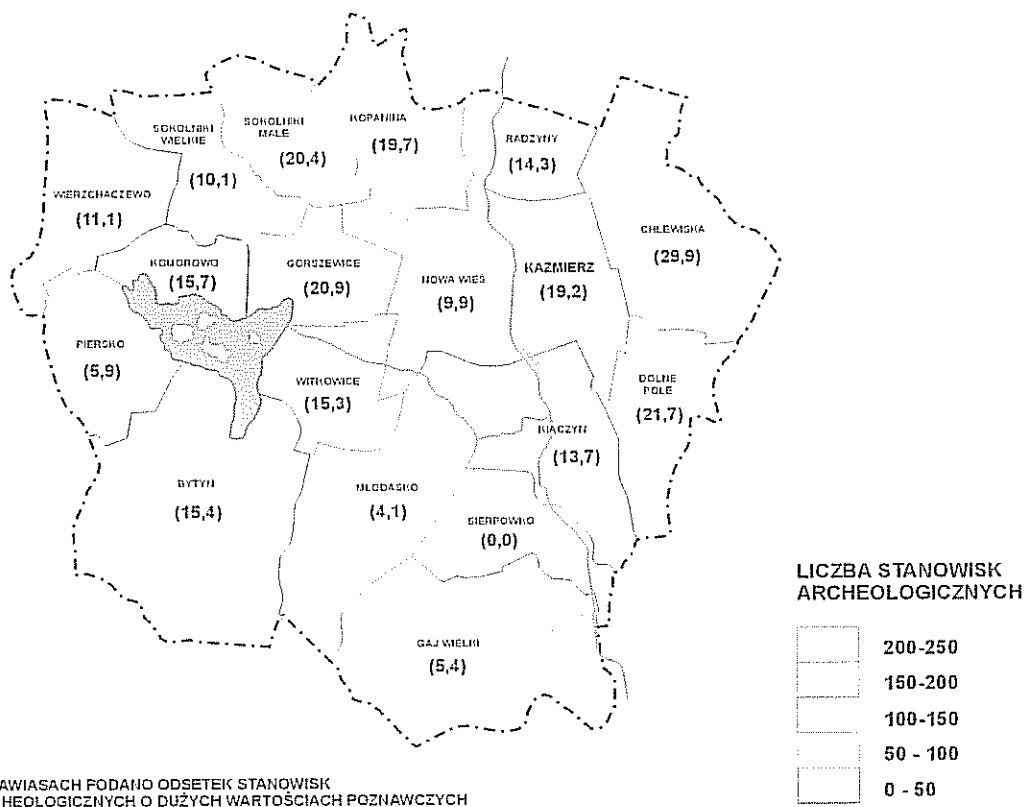 SOKOLNIKI
WIELKIE
(10,1)
SOKOLNIKI
MAŁE
(20,4)
KOPANINA
(19,7)
RADZYNY
(14,3)
WIERZCHACZEWO
(11,1)
CHLEWISKA
(29,9)
KOMOROWO
(15,7)
GORSZEWICE
(20,9)
NOWA WIEŚ
(9,9)
KAZMIERZ
(19,2)
PIERSKO
(5,9)
WITKOWICE
(15,3)
DOLNE
POLE
(21,7)
KIĄCZYN
(13,7)
BYTYŃ
(15,4)
MŁODASKO
(4,1)
SIERPOWKO
(0,0)
GAJ WIELKI
(5,4)
LICZBA STANOWISK
ARCHEOLOGICZNYCH
200-250
150-200
100-150
50 - 100
0 - 50
AWIASACH PODANO ODSETEK STANOWISK
HEOLOGICZNYCH O DUŻYCH WARTOŚCIACH POZNAWCZYCH